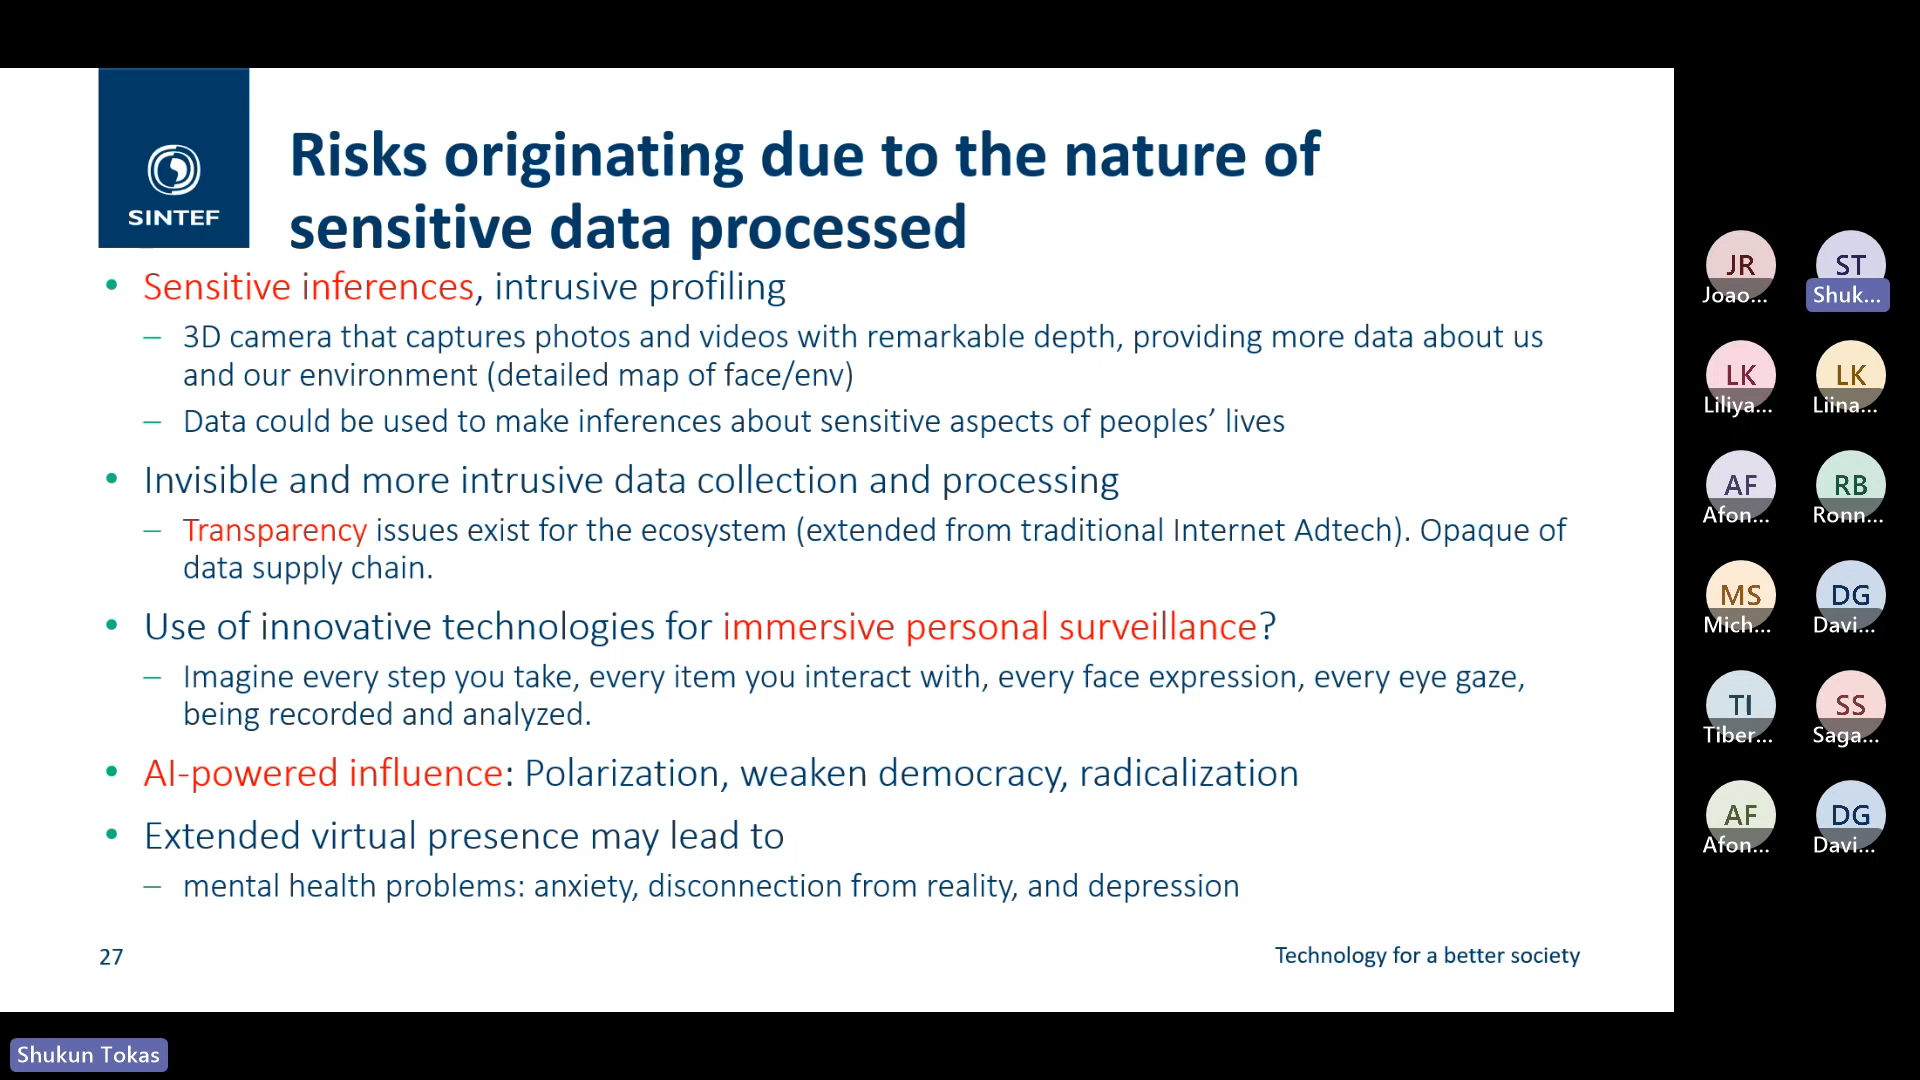 SINTEF
Risks originating due to the nature of
sensitive data processed
• Sensitive inferences, intrusive profiling
– 3D camera that captures photos and videos with remarkable depth, providing more data about us
and our environment (detailed map of face/env)
– Data could be used to make inferences about sensitive aspects of peoples’ lives
• Invisible and more intrusive data collection and processing
– Transparency issues exist for the ecosystem (extended from traditional Internet Adtech). Opaque of
data supply chain.
• Use of innovative technologies for immersive personal surveillance?
– Imagine every step you take, every item you interact with, every face expression, every eye gaze,
being recorded and analyzed.
• AI-powered influence: Polarization, weaken democracy, radicalization
• Extended virtual presence may lead to
– mental health problems: anxiety, disconnection from reality, and depression
27
Technology for a better society
JR
Joao...
ST
Shuk...
LK
Liliya...
LK
Liina...
AF
Afon...
RB
Ronn...
MS
Mich...
DG
Davi...
TI
Tiber...
SS
Saga...
AF
Afon...
DG
Davi...
Shukun Tokas